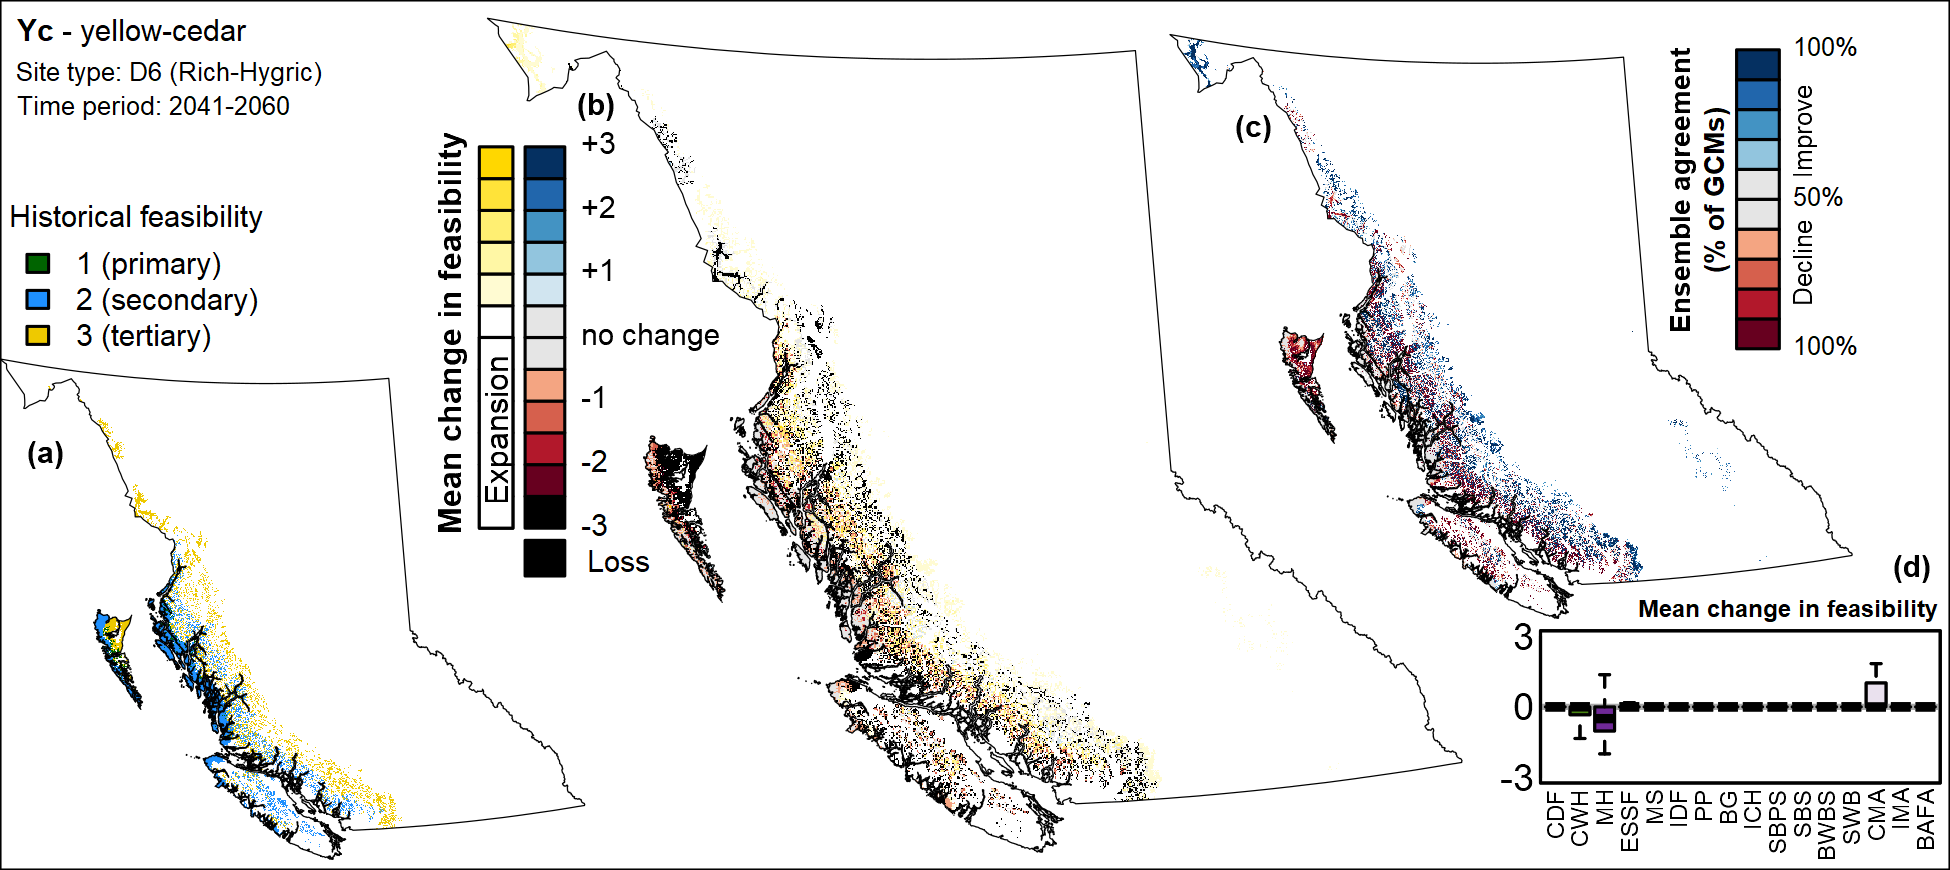 Yc - yellow-cedar
Site type: D6 (Rich-Hygric)
Time period: 2041-2060
Historical feasibility
1 (primary)
2 (secondary)
3 (tertiary)
(a)
(b)
Mean change in feasibility
Expansion
+3
+2
+1
no change
-1
-2
-3
Loss
(c)
Ensemble agreement
(% of GCMs)
Improve
Decline
100%
50%
100%
(d)
Mean change in feasibility
3
0
-3
CDF
CWH
MH
ESSF
MS
IDF
PP
BG
ICH
SBPS
SBS
BWBS
SWB
CMA
IMA
BAFA